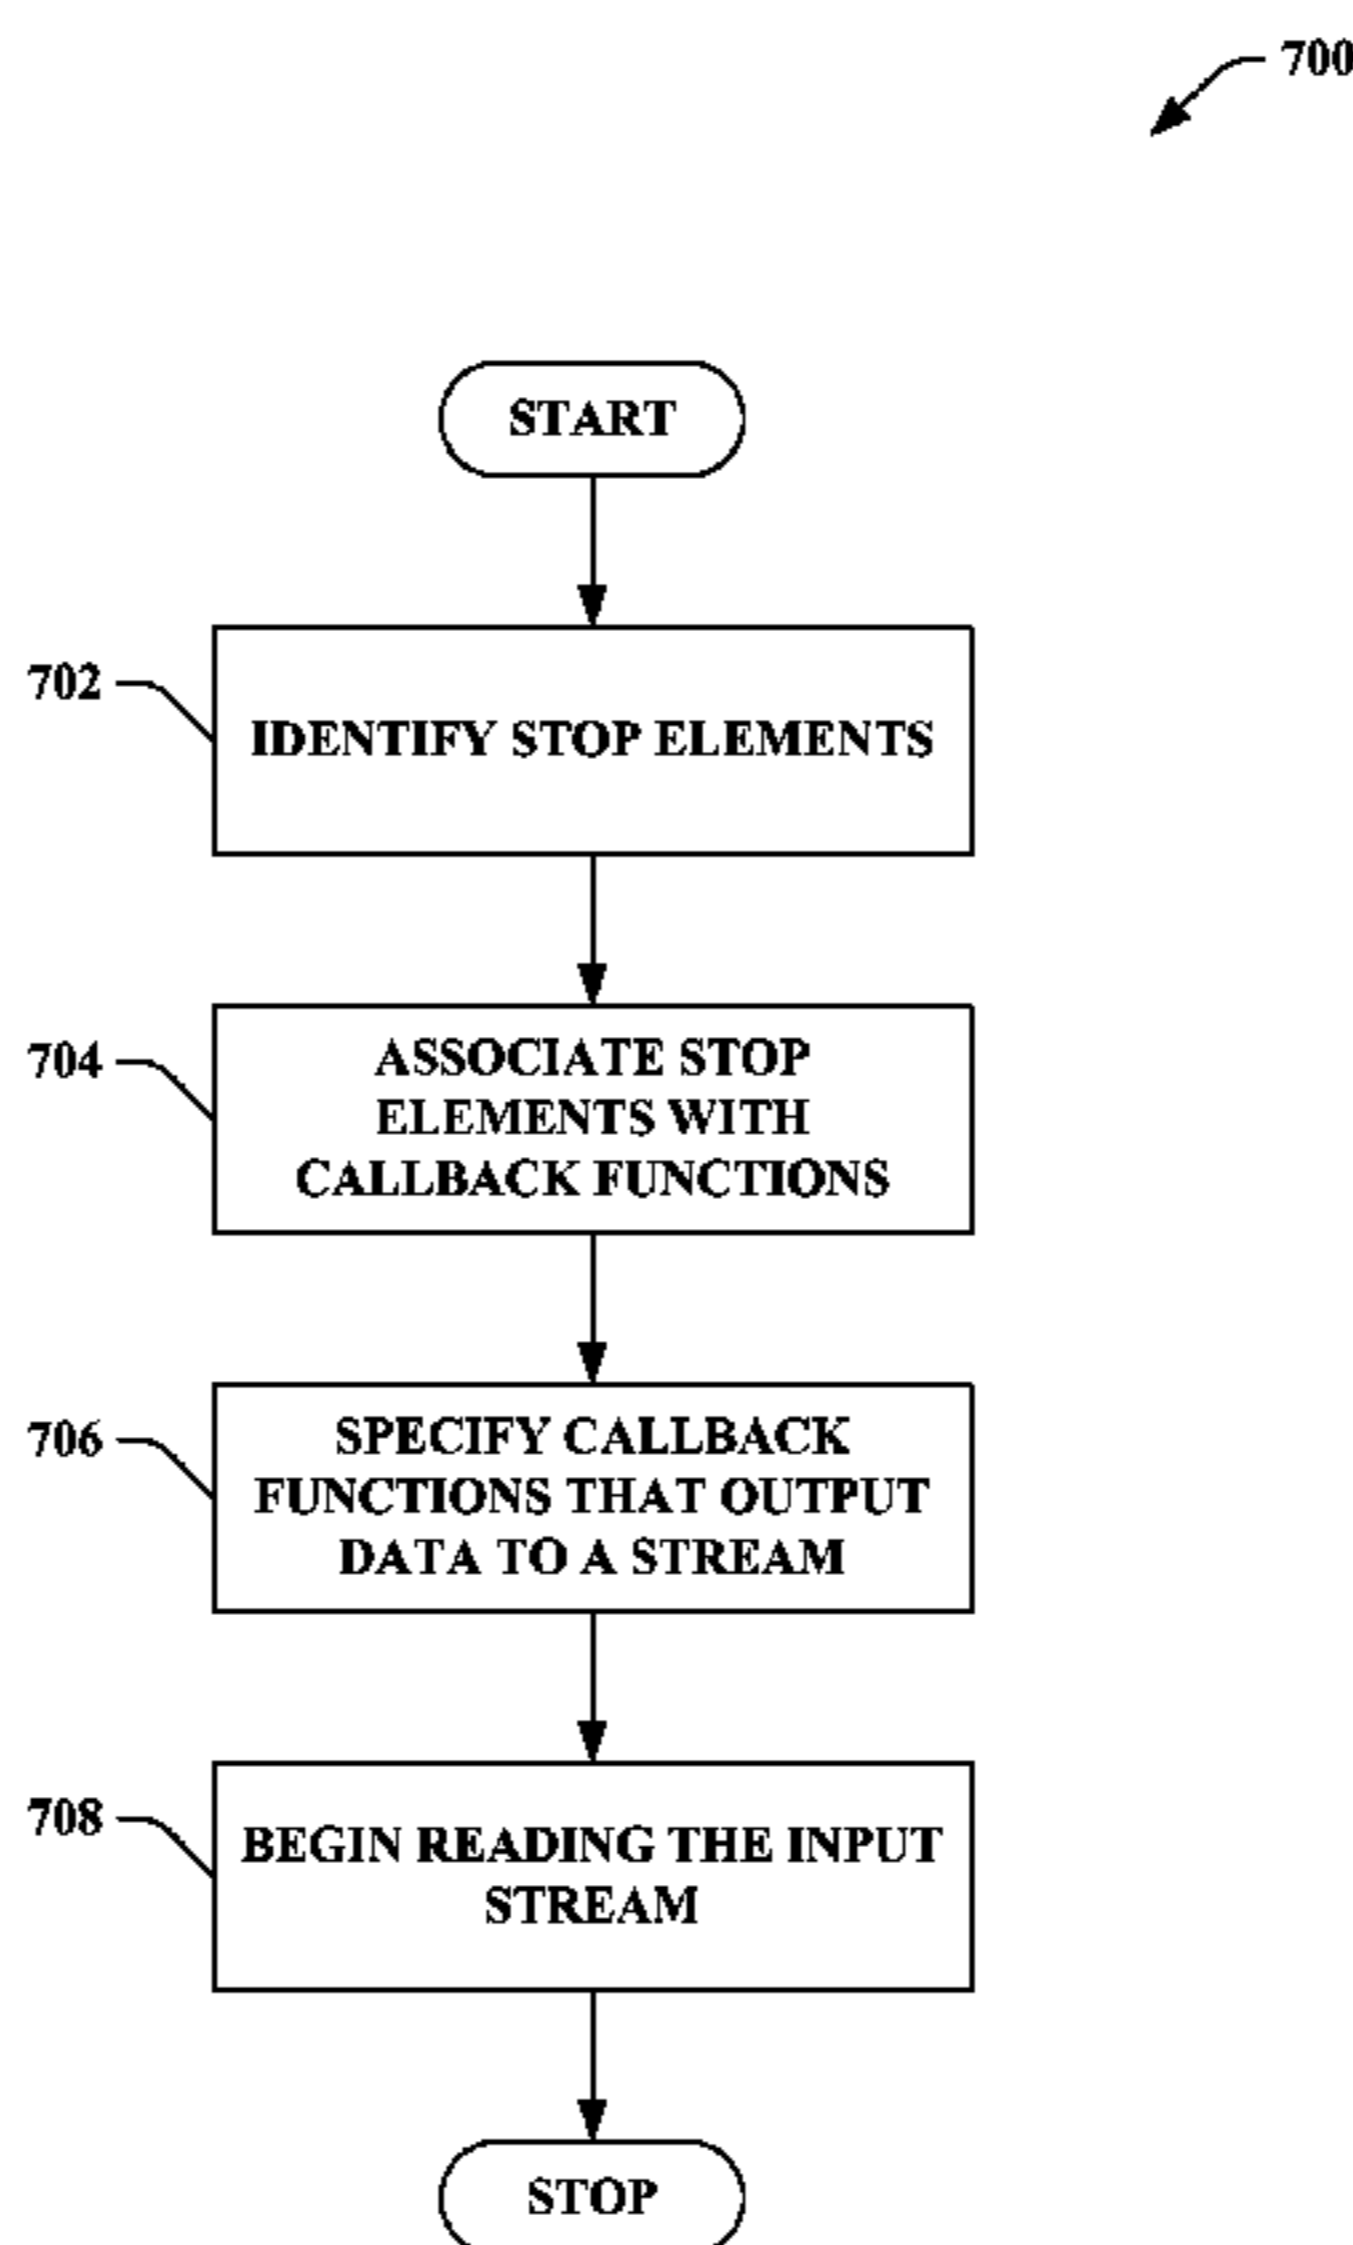 700
START
702
IDENTIFY STOP ELEMENTS
704
ASSOCIATE STOP
ELEMENTS WITH
CALLBACK FUNCTIONS
706
SPECIFY CALLBACK
FUNCTIONS THAT OUTPUT
DATA TO A STREAM
708
BEGIN READING THE INPUT
STREAM
STOP